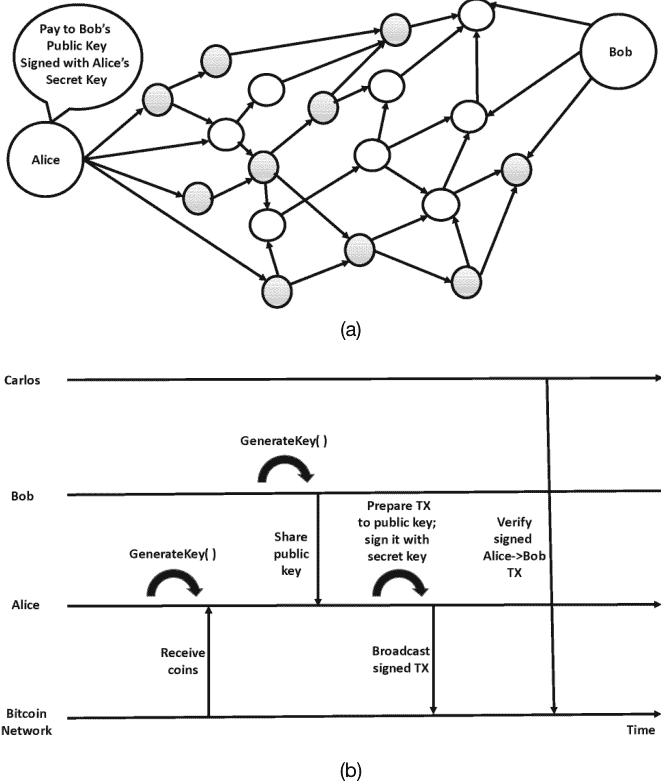 Pay to Bob's
Public Key
Signed with Alice's
Secret Key
Alice
Bob
(a)
Carlos
GenerateKey( )
Bob
Share
public
key
Prepare TX
to public key;
sign it with
secret key
Verify
signed
Alice->Bob
TX
GenerateKey( )
Alice
Receive
coins
Broadcast
signed TX
Bitcoin
Network
Time
(b)